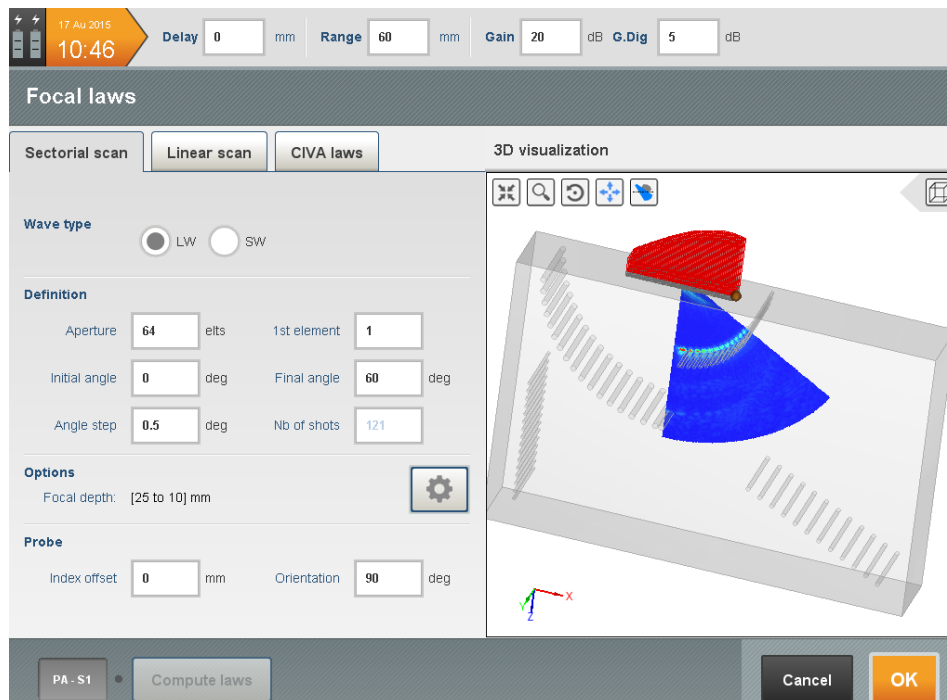 17 Au 2015
10:46
Delay 0 mm Range 60 mm Gain 20 dB G.Dig 5 dB
Focal laws
Sectorial scan Linear scan CIVA laws 3D visualization
Wave type
LW SW
Definition
Aperture 64 elts 1st element 1
Initial angle 0 deg Final angle 60 deg
Angle step 0.5 deg Nb of shots 121
Options
Focal depth: [25 to 10] mm
Probe
Index offset 0 mm Orientation 90 deg
X
Y
Z
PA - S1 Compute laws Cancel OK